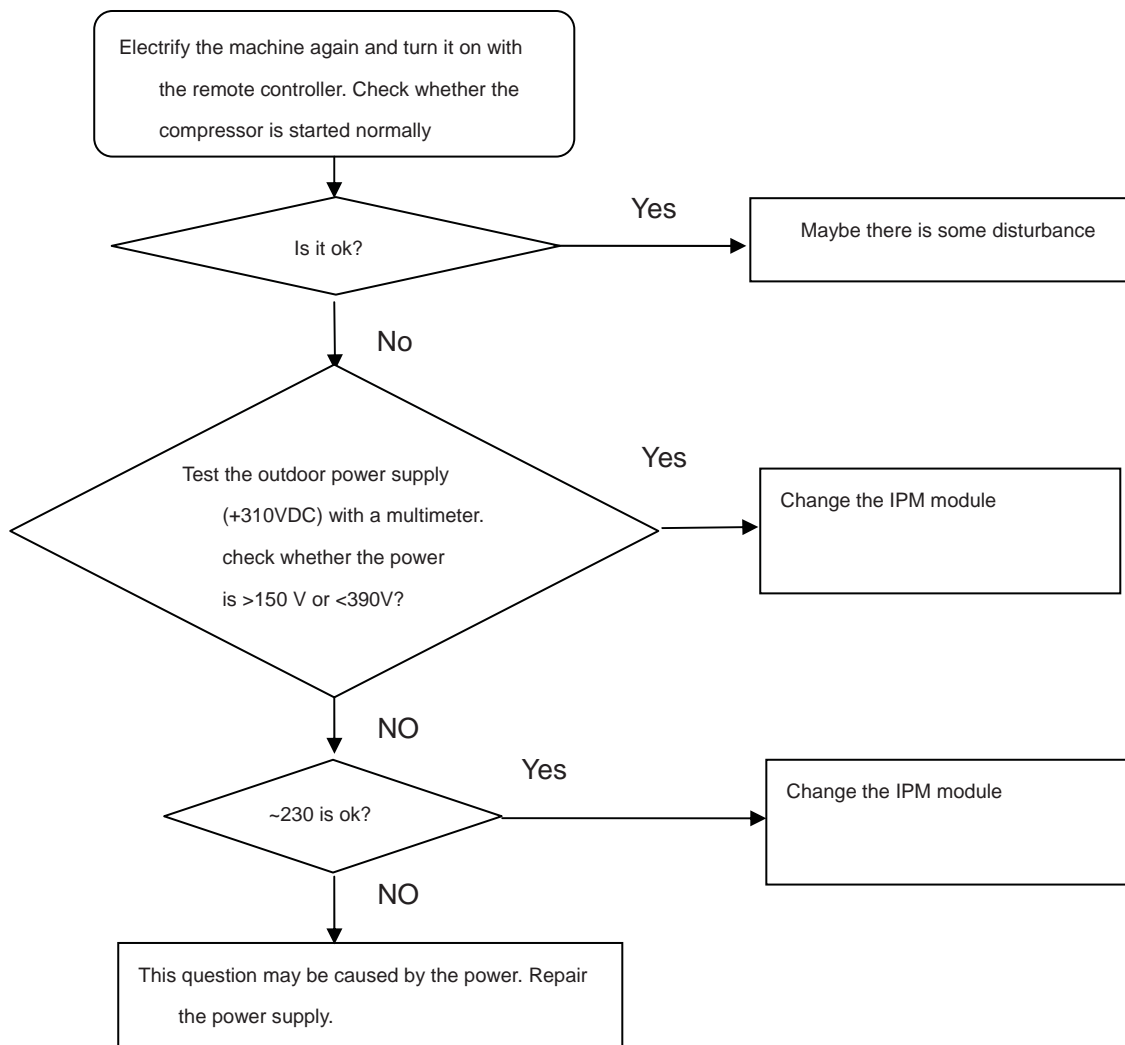 Electrify the machine again and turn it on with
the remote controller. Check whether the
compressor is started normally
Yes
Is it ok?
Maybe there is some disturbance
No
Test the outdoor power supply
(+310VDC) with a multimeter.
check whether the power
is >150 V or <390V?
Yes
Change the IPM module
NO
~230 is ok?
Yes
Change the IPM module
NO
This question may be caused by the power. Repair
the power supply.